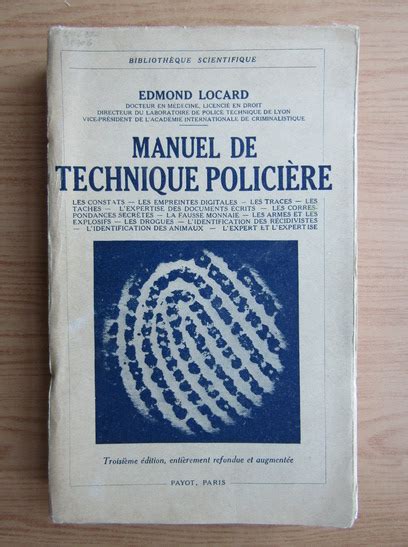 BIBLIOTHÈQUE SCIENTIFIQUE
EDMOND LOCARD
DOCTEUR EN MÉDECINE, LICENCIÉ EN DROIT
DIRECTEUR DU LABORATOIRE DE POLICE TECHNIQUE DE LYON
VICE-PRÉSIDENT DE L'ACADÉMIE INTERNATIONALE DE CRIMINALISTIQUE
MANUEL DE
TECHNIQUE POLICIÈRE
LES CONSTATS — LES EMPREINTES DIGITALES — LES TRACES — LES
TACHES — L'EXPERTISE DES DOCUMENTS ÉCRITS — LES CORRES-
PONDANCES SECRÈTES — LA FAUSSE MONNAIE — LES ARMES ET LES
EXPLOSIFS — LES DROGUES — L'IDENTIFICATION DES RÉCIDIVISTES
— L'IDENTIFICATION DES ANIMAUX — L'EXPERT ET L'EXPERTISE
Troisième édition, entièrement refondue et augmentée
PAYOT, PARIS